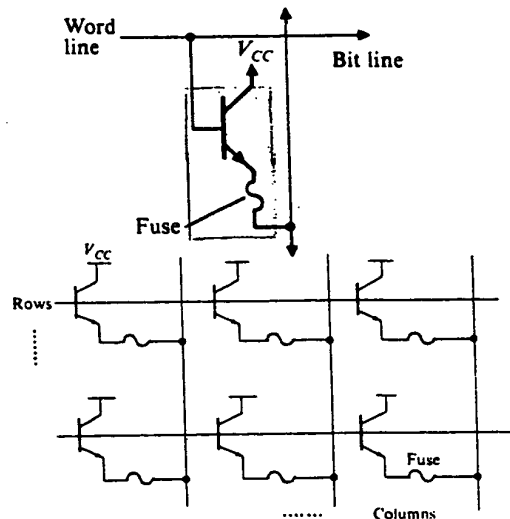 Word
line
V_CC
Bit line
Fuse
V_CC
Rows
Fuse
Columns